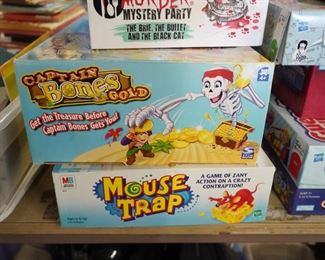 MURDER
MYSTERY PARTY
THE BRIE, THE BULLET
AND THE BLACK CAT
CAPTAIN
Bones
GOLD
Get the Treasure Before
Captain Bones Gets You!
MB
MOUSE
TRAP
A GAME OF ZANY
ACTION ON A CRAZY
CONTRAPTION!